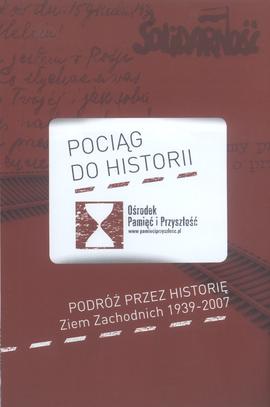 Solidarność
POCIĄG
DO HISTORII
Ośrodek
Pamięć i Przyszłość
www.pamieciprzyszlosc.pl
PODRÓŻ PRZEZ HISTORIĘ
Ziem Zachodnich 1939-2007